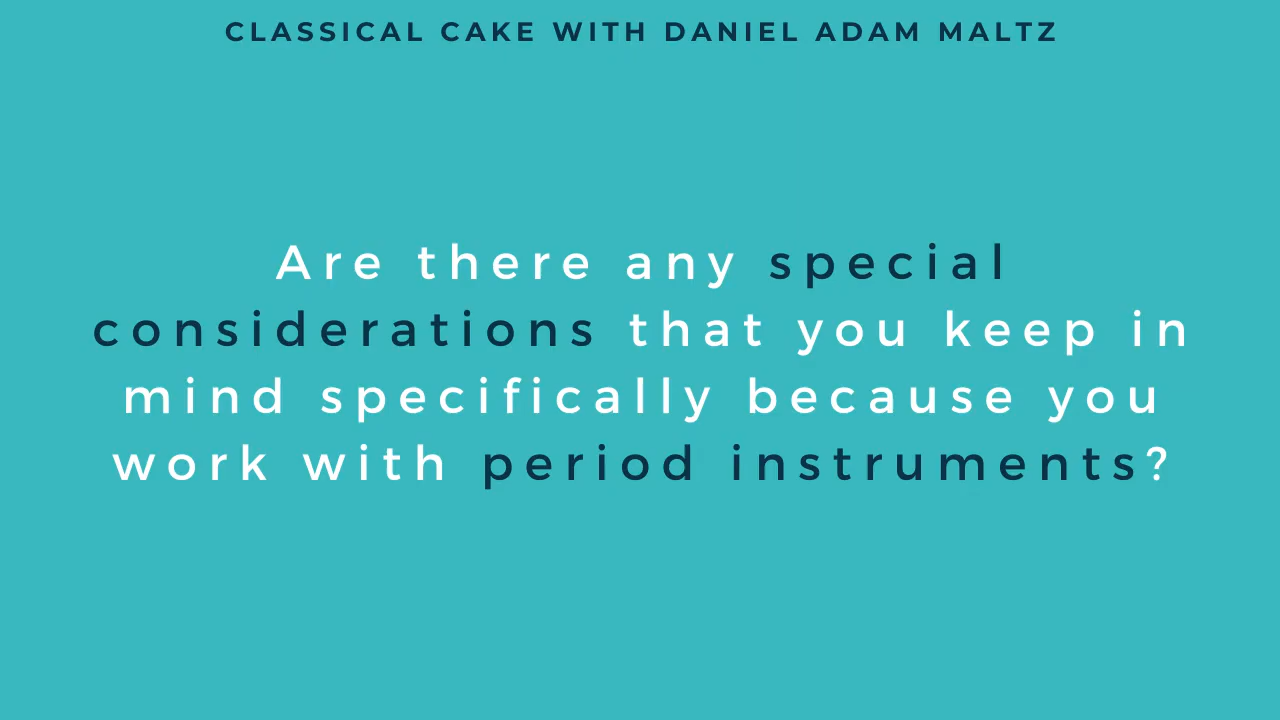 CLASSICAL CAKE WITH DANIEL ADAM MALTZ
Are there any special
considerations that you keep in
mind specifically because you
work with period instruments?